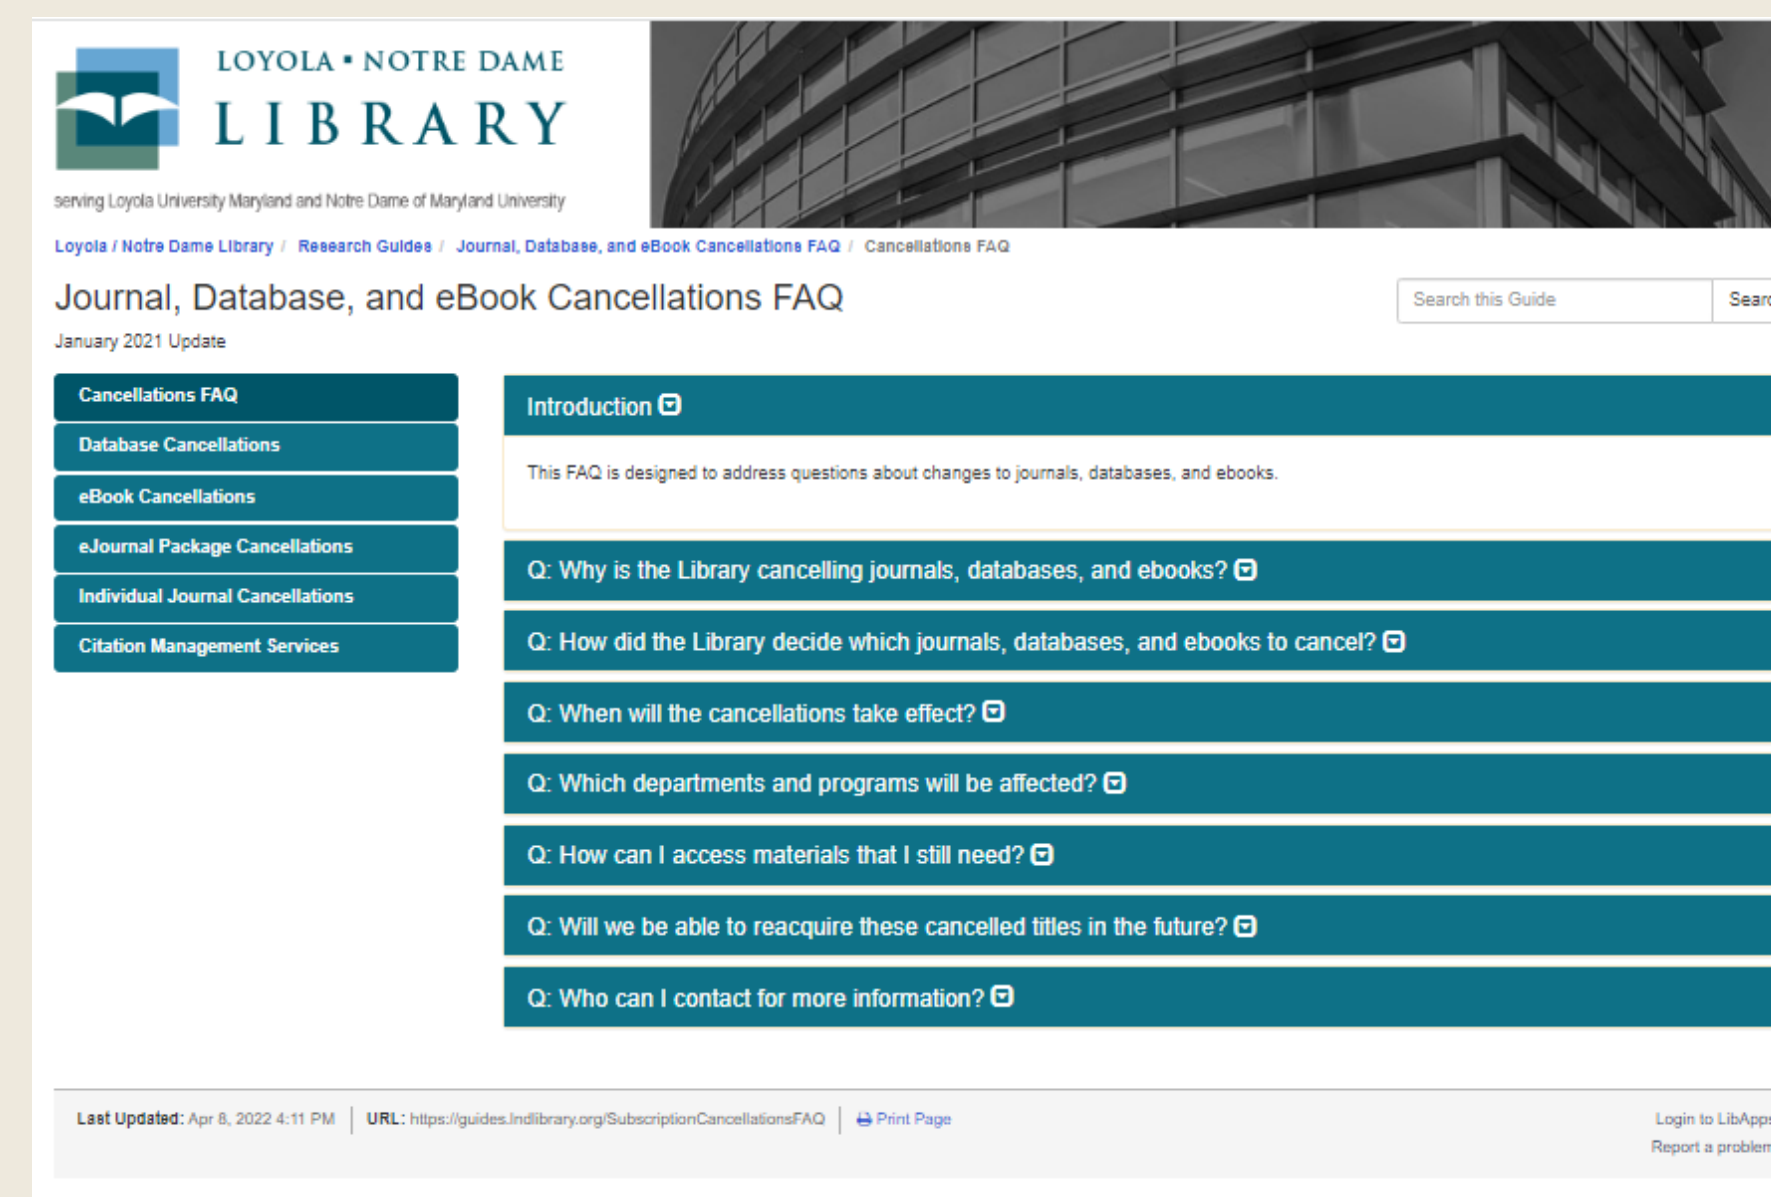 LOYOLA ▪ NOTRE DAME
LIBRARY
serving Loyola University Maryland and Notre Dame of Maryland University
Loyola / Notre Dame Library / Research Guides / Journal, Database, and eBook Cancellations FAQ / Cancellations FAQ
Journal, Database, and eBook Cancellations FAQ
Search this Guide
Searc
January 2021 Update
Cancellations FAQ
Database Cancellations
eBook Cancellations
eJournal Package Cancellations
Individual Journal Cancellations
Citation Management Services
Introduction
This FAQ is designed to address questions about changes to journals, databases, and ebooks.
Q: Why is the Library cancelling journals, databases, and ebooks?
Q: How did the Library decide which journals, databases, and ebooks to cancel?
Q: When will the cancellations take effect?
Q: Which departments and programs will be affected?
Q: How can I access materials that I still need?
Q: Will we be able to reacquire these cancelled titles in the future?
Q: Who can I contact for more information?
Last Updated: Apr 8, 2022 4:11 PM | URL: https://guides.lndlibrary.org/SubscriptionCancellationsFAQ | Print Page
Login to LibApps
Report a problem